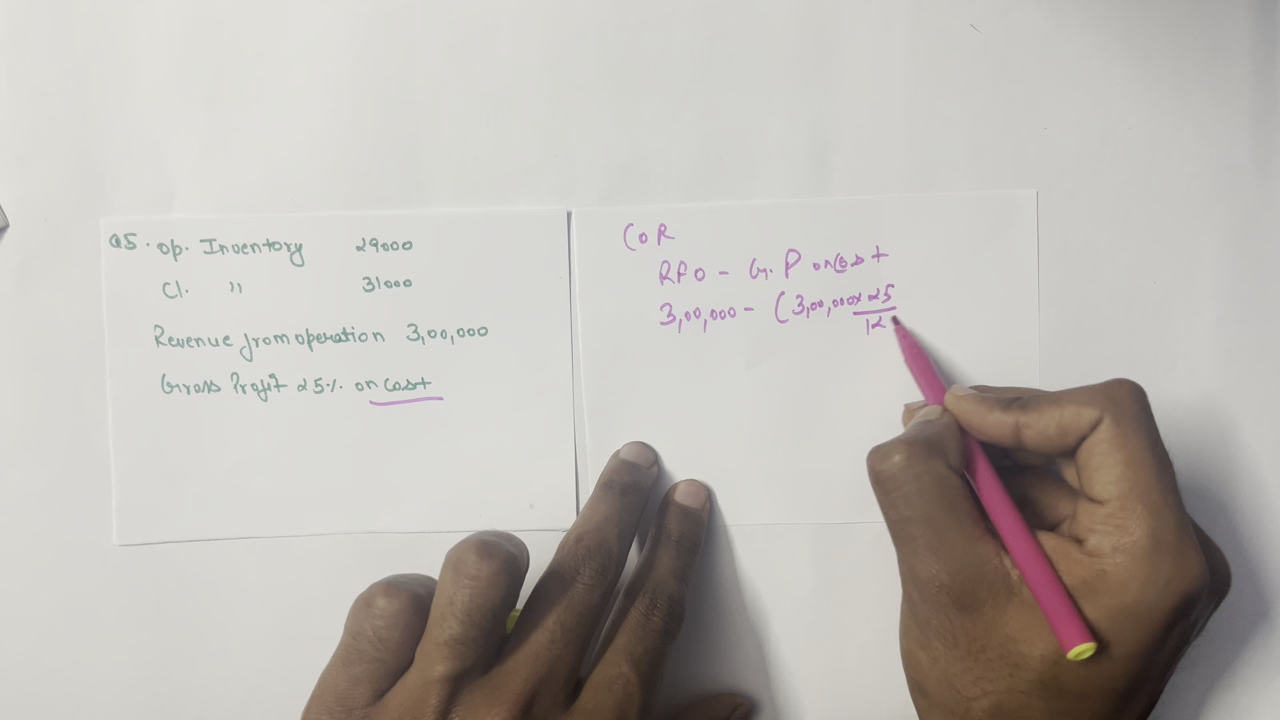 Q5. Op. Inventory 29000
Cl. " 31000
Revenue from operation 3,00,000
Gross Profit 25% on cost
COR
RFO - G.P on cost
3,00,000 - (3,00,000 x 25
12